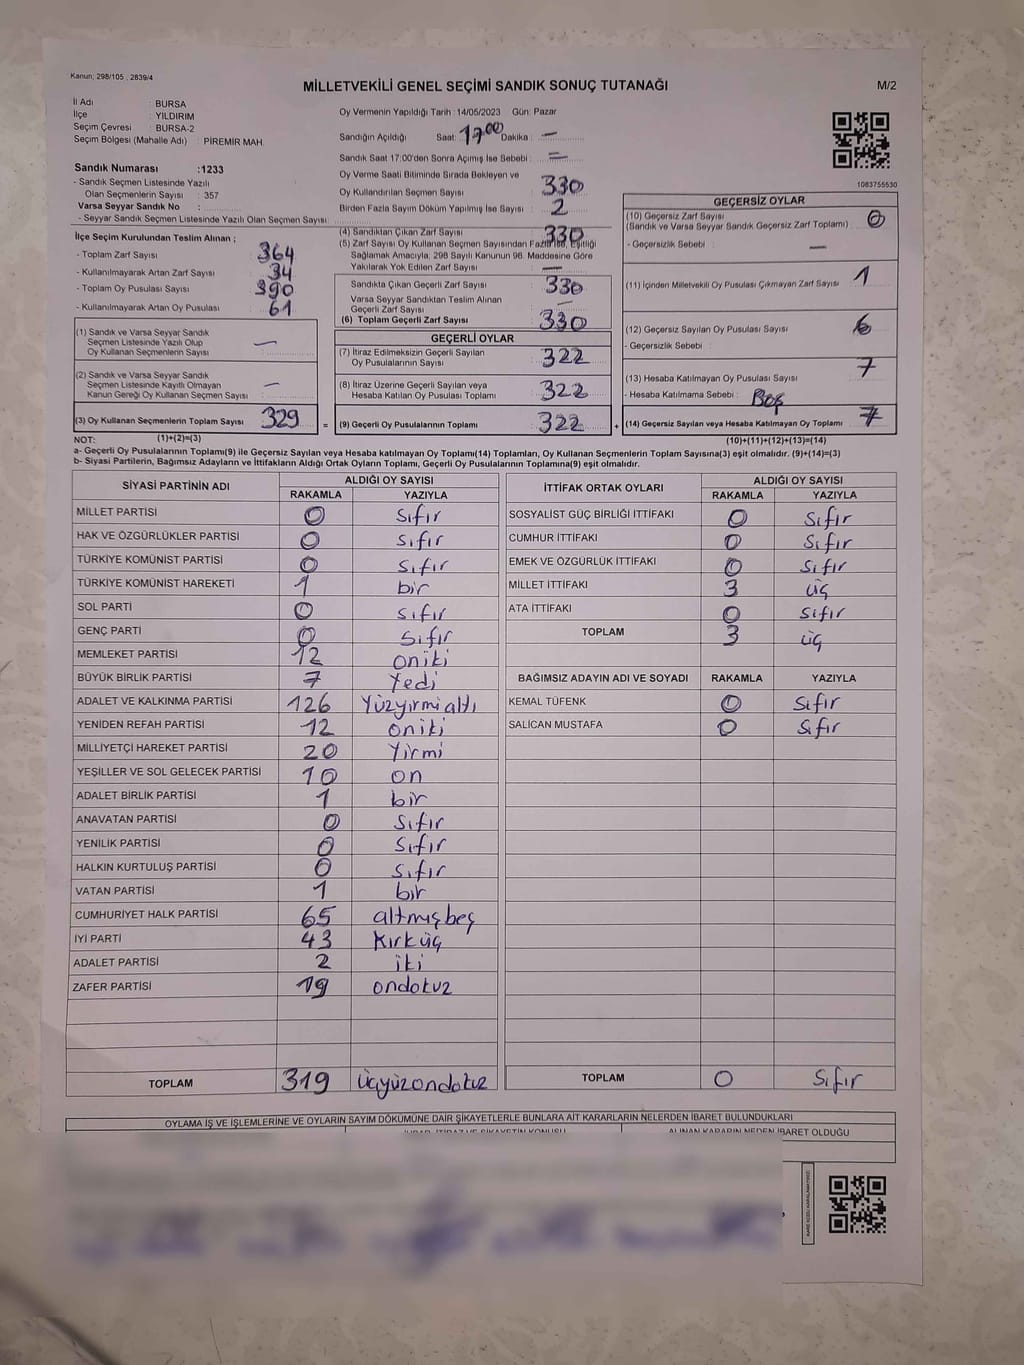 Kanun; 298/105 ; 2839/4
MİLLETVEKİLİ GENEL SEÇİMİ SANDIK SONUÇ TUTANAĞI
M/2
İl Adı : BURSA
İlçe : YILDIRIM
Seçim Çevresi : BURSA-2
Seçim Bölgesi (Mahalle Adı) : PİREMİR MAH.
Sandık Numarası :1233
- Sandık Seçmen Listesinde Yazılı
Olan Seçmenlerin Sayısı : 357
Varsa Seyyar Sandık No :
- Seyyar Sandık Seçmen Listesinde Yazılı Olan Seçmen Sayısı:
Oy Vermenin Yapıldığı Tarih :14/05/2023 Gün: Pazar
Sandığın Açıldığı Saat: 17:00 Dakika : —
Sandık Saat 17:00'den Sonra Açımış İse Sebebi : =
Oy Verme Saati Bitiminde Sırada Bekleyen ve
Oy Kullandırılan Seçmen Sayısı : 330
Birden Fazla Sayım Döküm Yapılmış İse Sayısı : 2
1083755530
İlçe Seçim Kurulundan Teslim Alınan ;
- Toplam Zarf Sayısı : 364
- Kullanılmayarak Artan Zarf Sayısı : 34
- Toplam Oy Pusulası Sayısı : 390
- Kullanılmayarak Artan Oy Pusulası : 61
(1) Sandık ve Varsa Seyyar Sandık
Seçmen Listesinde Yazılı Olup
Oy Kullanan Seçmenlerin Sayısı : —
(2) Sandık ve Varsa Seyyar Sandık
Seçmen Listesinde Kayıtlı Olmayan
Kanun Gereği Oy Kullanan Seçmen Sayısı : —
(3) Oy Kullanan Seçmenlerin Toplam Sayısı 329
(4) Sandıktan Çıkan Zarf Sayısı : 330
(5) Zarf Sayısı Oy Kullanan Seçmen Sayısından Fazla İse, Eşitliği
Sağlamak Amacıyla; 298 Sayılı Kanunun 98. Maddesine Göre
Yakılarak Yok Edilen Zarf Sayısı : —
Sandıkta Çıkan Geçerli Zarf Sayısı : 330
Varsa Seyyar Sandıktan Teslim Alınan
Geçerli Zarf Sayısı : —
(6) Toplam Geçerli Zarf Sayısı : 330
GEÇERLİ OYLAR
(7) İtiraz Edilmeksizin Geçerli Sayılan
Oy Pusulalarının Sayısı : 322
(8) İtiraz Üzerine Geçerli Sayılan veya
Hesaba Katılan Oy Pusulası Toplamı : 322
= (9) Geçerli Oy Pusulalarının Toplamı : 322
GEÇERSİZ OYLAR
(10) Geçersiz Zarf Sayısı
(Sandık ve Varsa Seyyar Sandık Geçersiz Zarf Toplamı) : 0
- Geçersizlik Sebebi : —
(11) İçinden Milletvekili Oy Pusulası Çıkmayan Zarf Sayısı : 1
(12) Geçersiz Sayılan Oy Pusulası Sayısı : 6
- Geçersizlik Sebebi :
(13) Hesaba Katılmayan Oy Pusulası Sayısı : 7
- Hesaba Katılmama Sebebi : Boş
+ (14) Geçersiz Sayılan veya Hesaba Katılmayan Oy Toplamı : 7
NOT: (1)+(2)=(3)
(10)+(11)+(12)+(13)=(14)
a- Geçerli Oy Pusulalarının Toplamı(9) ile Geçersiz Sayılan veya Hesaba katılmayan Oy Toplam(14) Toplamları, Oy Kullanan Seçmenlerin Toplam Sayısına(3) eşit olmalıdır. (9)+(14)=(3)
b- Siyasi Partilerin, Bağımsız Adayların ve İttifakların Aldığı Ortak Oyların Toplamı, Geçerli Oy Pusulalarının Toplamına(9) eşit olmalıdır.
SİYASİ PARTİNİN ADI ALDIĞI OY SAYISI
RAKAMLA YAZIYLA
MİLLET PARTİSİ 0 sıfır
HAK VE ÖZGÜRLÜKLER PARTİSİ 0 sıfır
TÜRKİYE KOMÜNİST PARTİSİ 0 sıfır
TÜRKİYE KOMÜNİST HAREKETİ 1 bir
SOL PARTİ 0 sıfır
GENÇ PARTİ 0 sıfır
MEMLEKET PARTİSİ 12 oniki
BÜYÜK BİRLİK PARTİSİ 7 Yedi
ADALET VE KALKINMA PARTİSİ 126 Yüzyirmialtı
YENİDEN REFAH PARTİSİ 12 oniki
MİLLİYETÇİ HAREKET PARTİSİ 20 Yirmi
YEŞİLLER VE SOL GELECEK PARTİSİ 10 on
ADALET BİRLİK PARTİSİ 1 bir
ANAVATAN PARTİSİ 0 sıfır
YENİLİK PARTİSİ 0 sıfır
HALKIN KURTULUŞ PARTİSİ 0 sıfır
VATAN PARTİSİ 1 bir
CUMHURİYET HALK PARTİSİ 65 altmışbeş
İYİ PARTİ 43 Kırküç
ADALET PARTİSİ 2 iki
ZAFER PARTİSİ 19 ondokuz
TOPLAM 319 Üçyüzondokuz
İTTİFAK ORTAK OYLARI ALDIĞI OY SAYISI
RAKAMLA YAZIYLA
SOSYALİST GÜÇ BİRLİĞİ İTTİFAKI 0 sıfır
CUMHUR İTTİFAKI 0 sıfır
EMEK VE ÖZGÜRLÜK İTTİFAKI 0 sıfır
MİLLET İTTİFAKI 3 üç
ATA İTTİFAKI 0 sıfır
TOPLAM 3 üç
BAĞIMSIZ ADAYIN ADI VE SOYADI RAKAMLA YAZIYLA
KEMAL TÜFENK 0 sıfır
SALİCAN MUSTAFA 0 sıfır
TOPLAM 0 Sıfır
OYLAMA İŞ VE İŞLEMLERİNE VE OYLARIN SAYIM DÖKÜMÜNE DAİR ŞİKAYETLERLE BUNLARA AİT KARARLARIN NELERDEN İBARET BULUNDUKLARI
İTİRAZ VE ŞİKAYETİN KONUSU ALINAN KARARIN NEDEN İBARET OLDUĞU